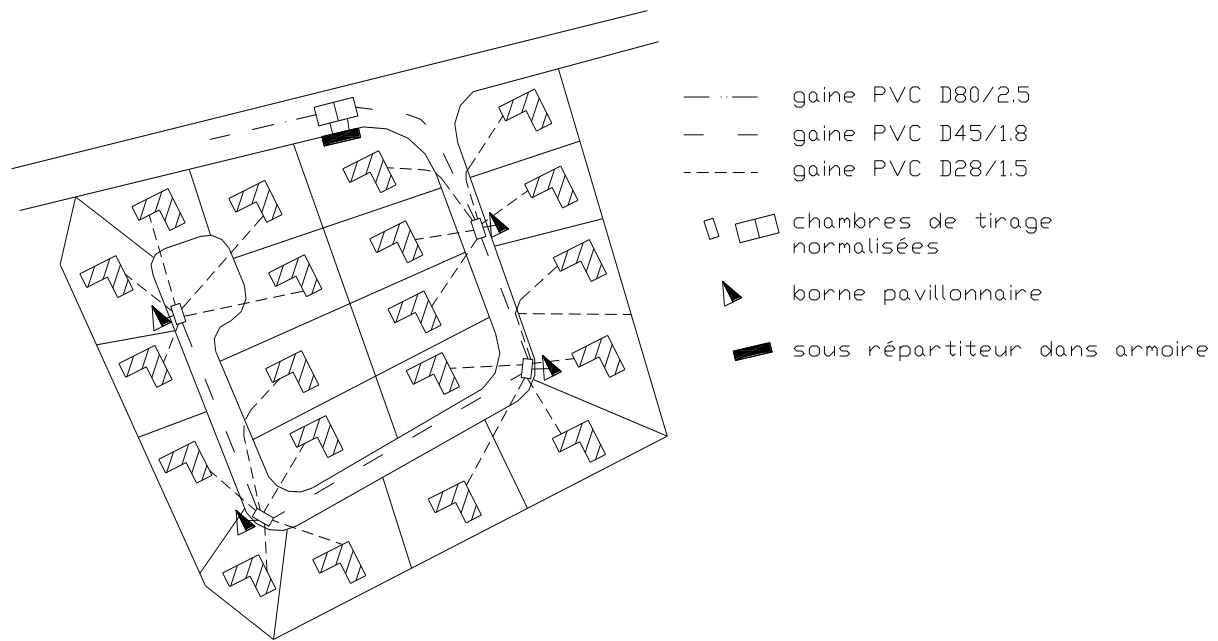 gaine PVC D80/2.5
gaine PVC D45/1.8
gaine PVC D28/1.5
chambres de tirage
normalisées
borne pavillonnaire
sous répartiteur dans armoire